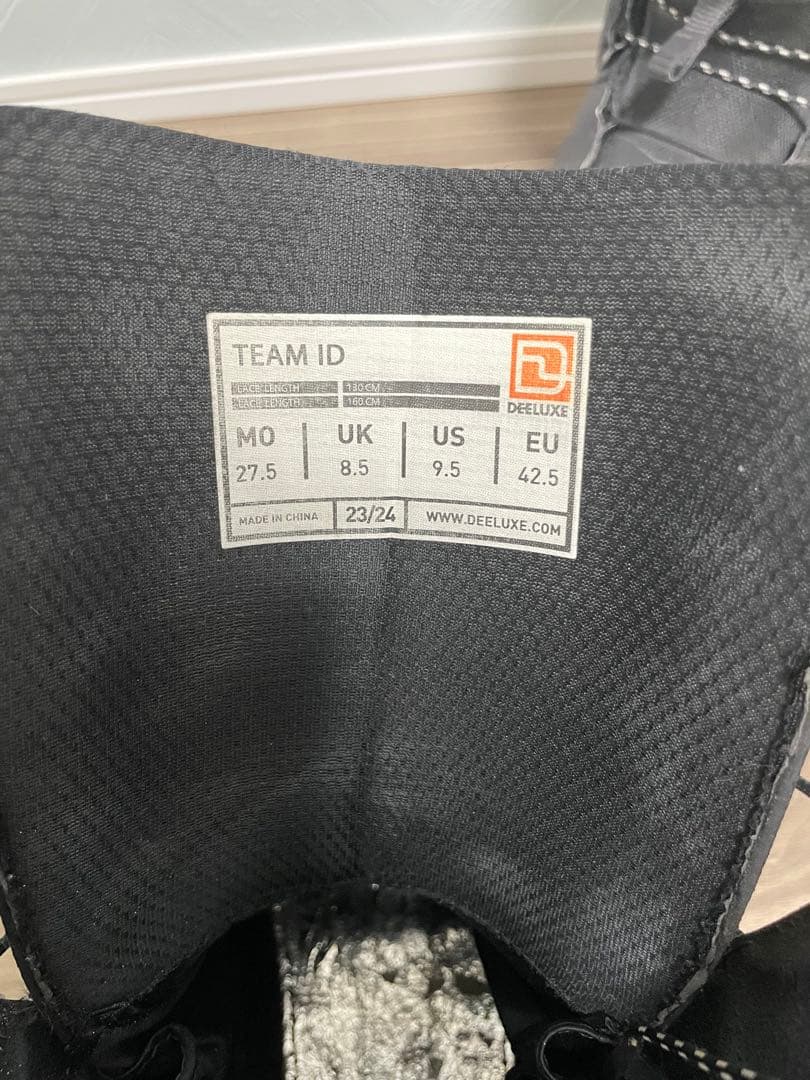 TEAM ID
LACE LENGTH 130 CM
LACE LENGTH 160 CM
DEELUXE
MO UK US EU
27.5 8.5 9.5 42.5
MADE IN CHINA 23/24 WWW.DEELUXE.COM